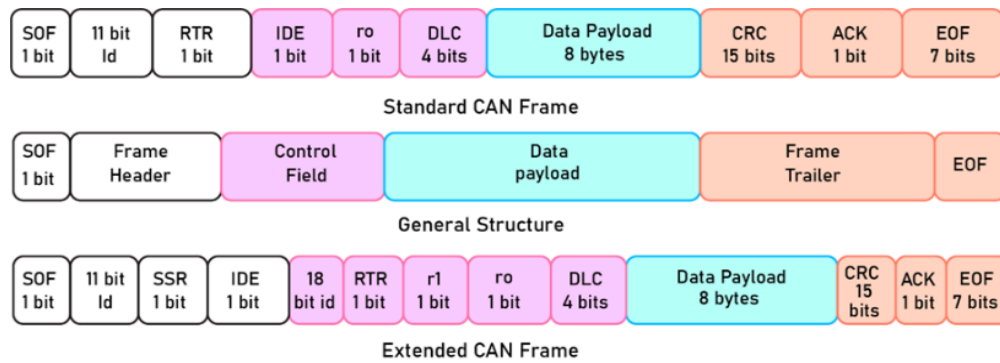 SOF 11 bit RTR IDE ro DLC Data Payload CRC ACK EOF
1 bit Id 1 bit 1 bit 1 bit 4 bits 8 bytes 15 bits 1 bit 7 bits
Standard CAN Frame
SOF Frame Control Data Frame EOF
1 bit Header Field payload Trailer
General Structure
SOF 11 bit SSR IDE 18 RTR r1 ro DLC Data Payload CRC ACK EOF
1 bit Id 1 bit 1 bit bit id 1 bit 1 bit 1 bit 4 bits 8 bytes 15 1 bit 7 bits
bits
Extended CAN Frame